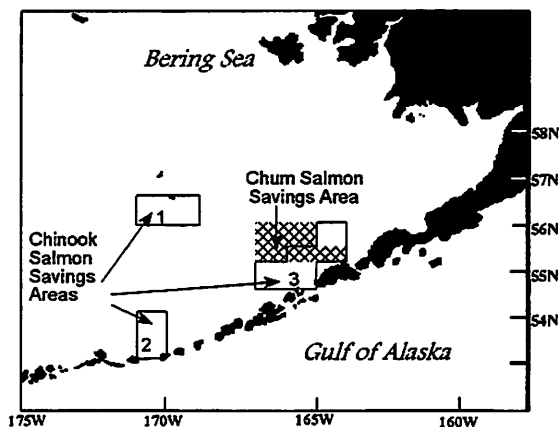 Bering Sea
58N
57N
Chum Salmon
Savings Area
1
56N
Chinook
Salmon
Savings
Areas
3
55N
54N
2
Gulf of Alaska
175W
170W
165W
160W